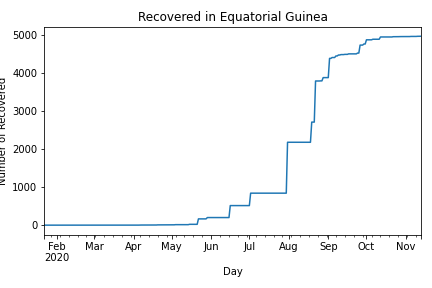 Recovered in Equatorial Guinea
5000
4000
3000
2000
1000
0
Number of Recovered
Feb Mar Apr May Jun Jul Aug Sep Oct Nov
2020
Day